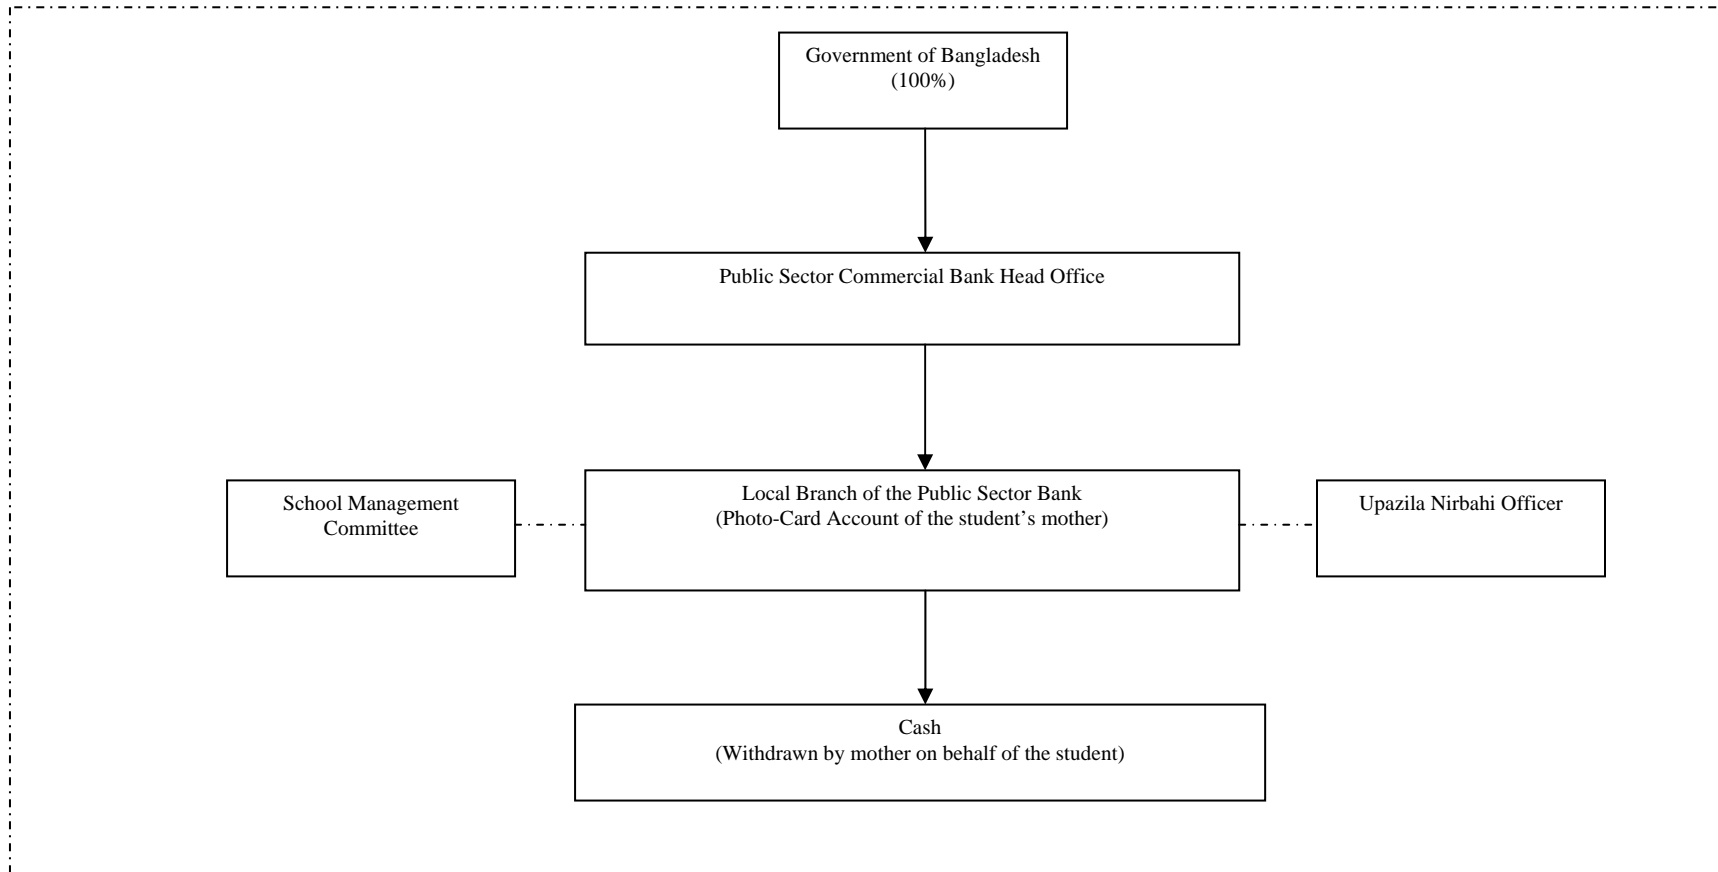 Government of Bangladesh
(100%)
Public Sector Commercial Bank Head Office
School Management
Committee
Local Branch of the Public Sector Bank
(Photo-Card Account of the student’s mother)
Upazila Nirbahi Officer
Cash
(Withdrawn by mother on behalf of the student)